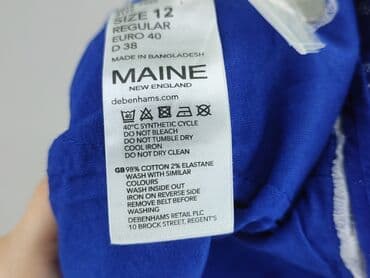 SIZE 12
REGULAR
EURO 40
D 38
MADE IN BANGLADESH
MAINE
NEW ENGLAND
debenhams.com
40°C SYNTHETIC CYCLE
DO NOT BLEACH
DO NOT TUMBLE DRY
COOL IRON
DO NOT DRY CLEAN
GB 98% COTTON 2% ELASTANE
WASH WITH SIMILAR
COLOURS
WASH INSIDE OUT
IRON ON REVERSE SIDE
REMOVE BELT BEFORE
WASHING
DEBENHAMS RETAIL PLC
10 BROCK STREET, REGENT'S